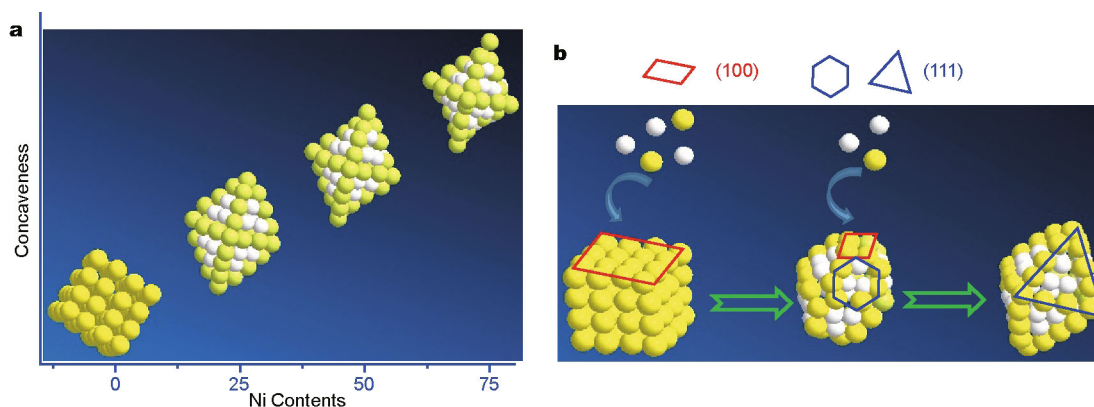 a
Concaveness
0 25 50 75
Ni Contents
b
(100) (111)